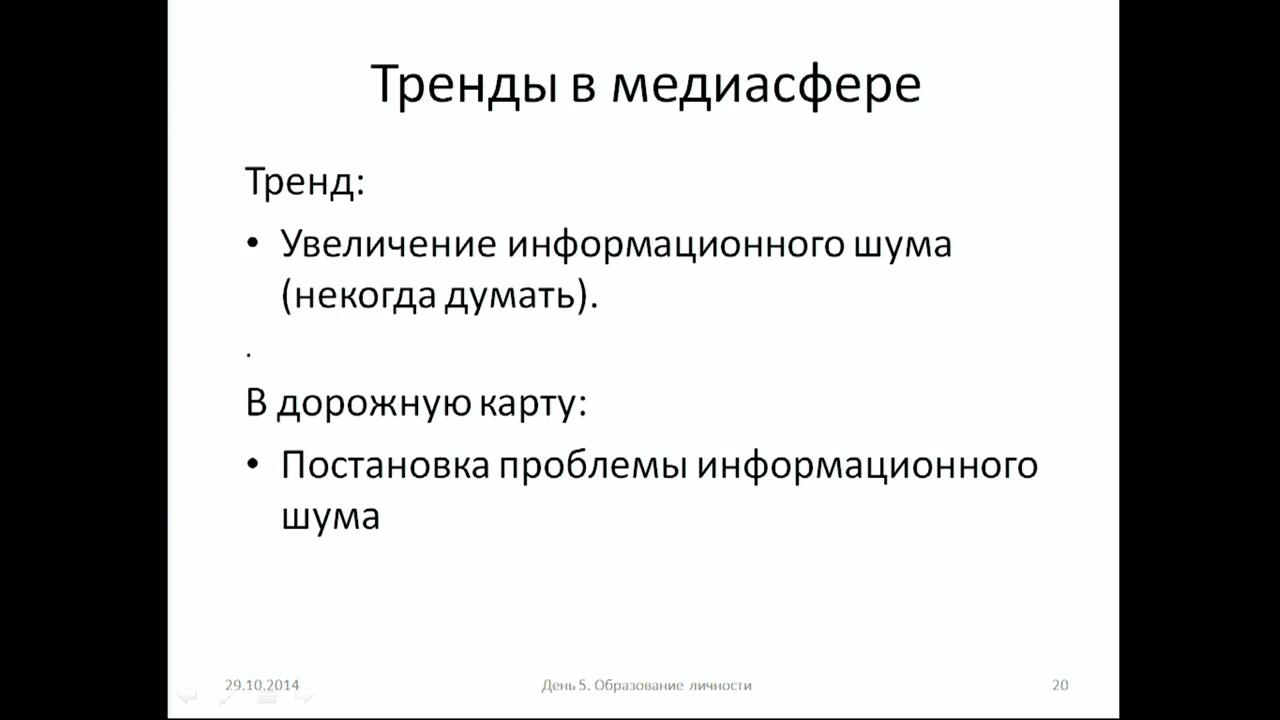 Тренды в медиасфере
Тренд:
• Увеличение информационного шума
(некогда думать).
.
В дорожную карту:
• Постановка проблемы информационного
шума
29.10.2014 День 5. Образование личности 20